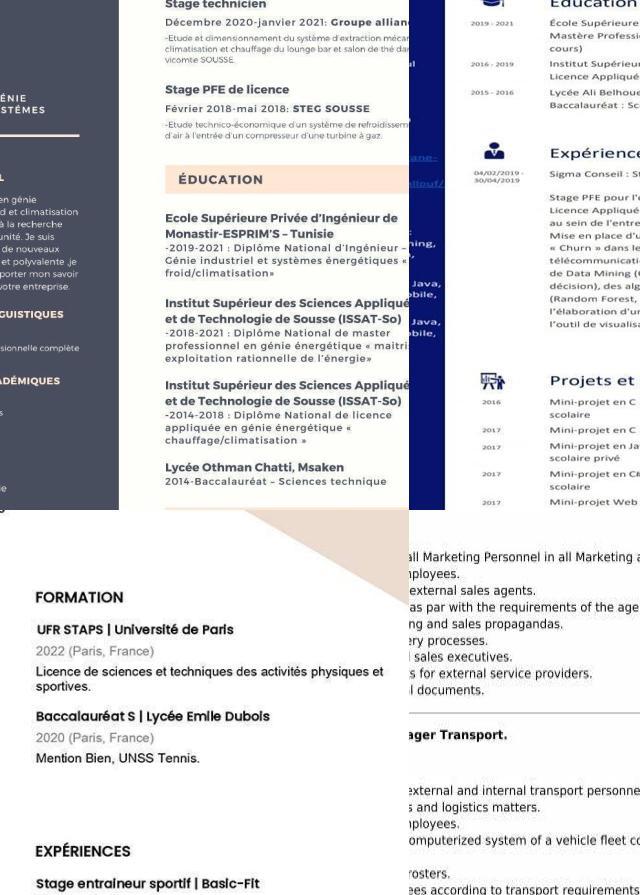 ÉNIE
STÉMES
L
en génie
d et climatisation
à la recherche
unité. Je suis
de nouveaux
et polyvalente ,je
porter mon savoir
votre entreprise.
GUISTIQUES
sionnelle complète
ADÉMIQUES
s
ie
Stage technicien
Décembre 2020-janvier 2021: Groupe allian
-Etude et dimensionnement du système d'extraction mécar
climatisation et chauffage du lounge bar et salon de thé dar
vicomte SOUSSE.
Stage PFE de licence
Février 2018-mai 2018: STEG SOUSSE
-Etude technico-économique d'un système de refroidissem
d'air à l'entrée d'un compresseur d'une turbine à gaz.
ÉDUCATION
Ecole Supérieure Privée d'Ingénieur de
Monastir-ESPRIM'S – Tunisie
-2019-2021 : Diplôme National d'Ingénieur –
Génie industriel et systèmes énergétiques «
froid/climatisation»
Institut Supérieur des Sciences Appliqué
et de Technologie de Sousse (ISSAT-So)
-2018-2021 : Diplôme National de master
professionnel en génie énergétique « maitri
exploitation rationnelle de l'énergie»
Institut Supérieur des Sciences Appliqué
et de Technologie de Sousse (ISSAT-So)
-2014-2018 : Diplôme National de licence
appliquée en génie énergétique «
chauffage/climatisation »
Lycée Othman Chatti, Msaken
2014-Baccalauréat – Sciences technique
ul
ane-
allouf/
ning,
Java,
obile,
Java,
bile,
Éducation
2019 - 2021 École Supérieure
Mastère Professi
cours)
2016 - 2019 Institut Supérieur
Licence Appliqué
2015 - 2016 Lycée Ali Belhoue
Baccalauréat : Sc
Expérience
04/02/2019 - Sigma Conseil : St
30/04/2019
Stage PFE pour l'e
Licence Appliqué
au sein de l'entre
Mise en place d'u
« Churn » dans le
télécommunicati
de Data Mining (
décision), des alg
(Random Forest,
l'élaboration d'ur
l'outil de visualisa
Projets et
2016 Mini-projet en C
scolaire
2017 Mini-projet en C
2017 Mini-projet en Ja
scolaire privé
2017 Mini-projet en C#
scolaire
2017 Mini-projet Web
FORMATION
UFR STAPS | Université de Paris
2022 (Paris, France)
Licence de sciences et techniques des activités physiques et
sportives.
Baccalauréat S | Lycée Emile Dubois
2020 (Paris, France)
Mention Bien, UNSS Tennis.
EXPÉRIENCES
Stage entraineur sportif | Basic-Fit
all Marketing Personnel in all Marketing a
mployees.
external sales agents.
as par with the requirements of the age
ng and sales propagandas.
ery processes.
sales executives.
s for external service providers.
l documents.
ager Transport.
external and internal transport personne
s and logistics matters.
mployees.
omputerized system of a vehicle fleet co
rosters.
ees according to transport requirements